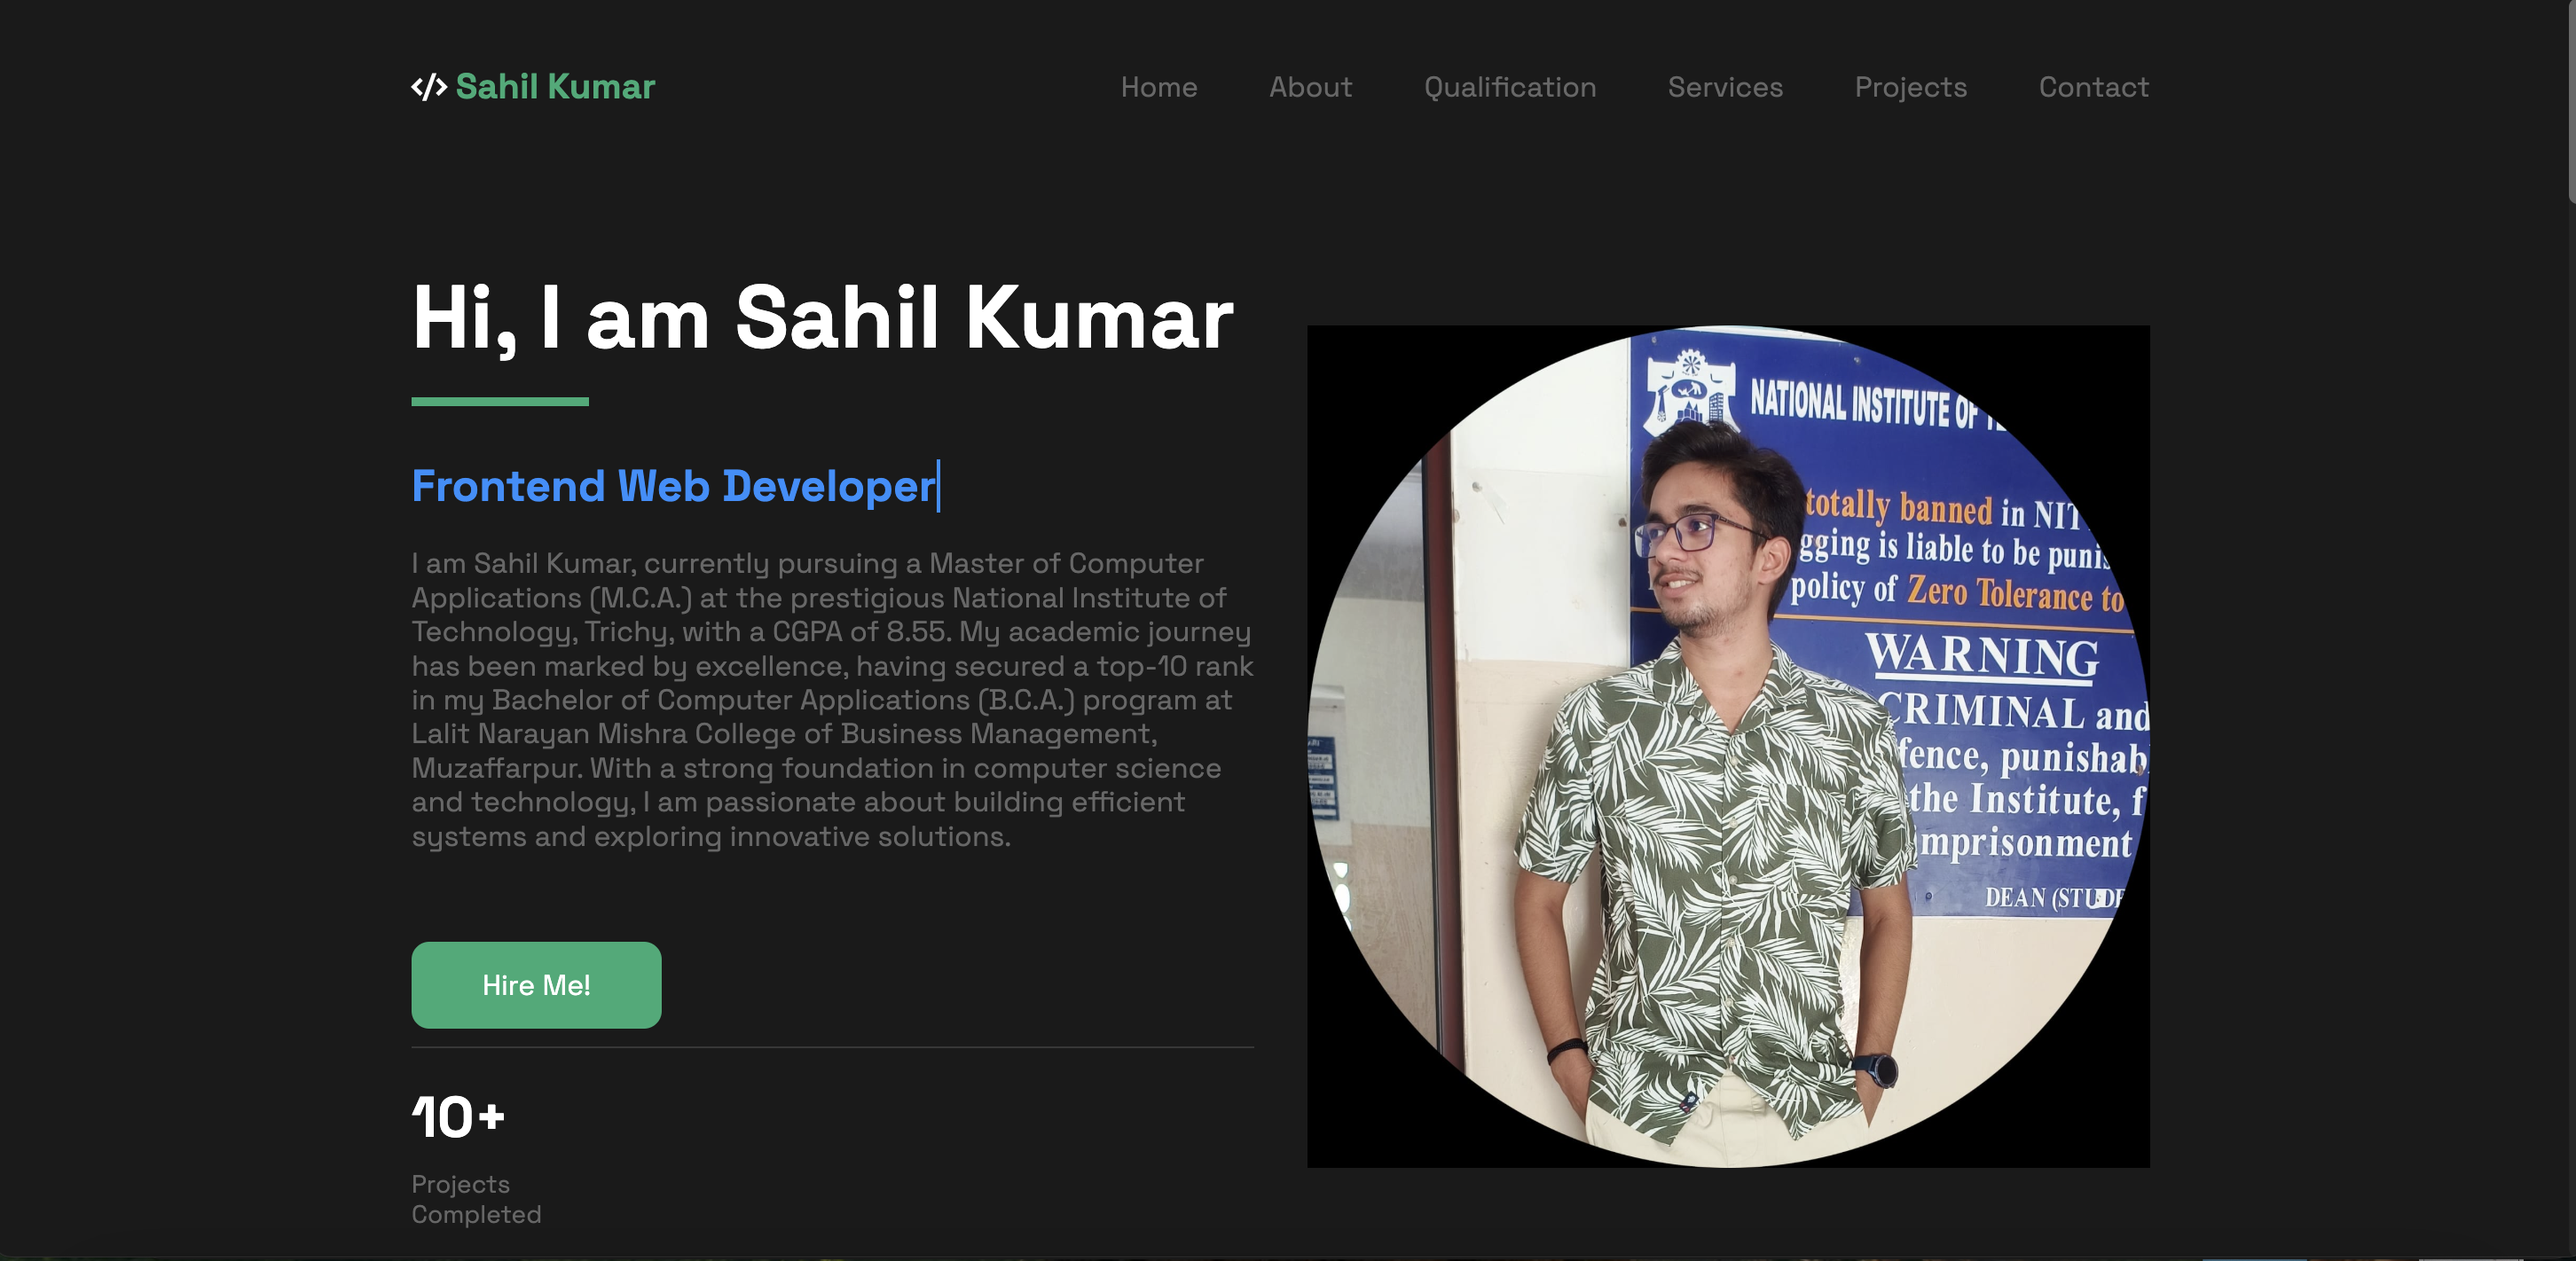 </> Sahil Kumar
Home About Qualification Services Projects Contact
Hi, I am Sahil Kumar
Frontend Web Developer
I am Sahil Kumar, currently pursuing a Master of Computer
Applications (M.C.A.) at the prestigious National Institute of
Technology, Trichy, with a CGPA of 8.55. My academic journey
has been marked by excellence, having secured a top-10 rank
in my Bachelor of Computer Applications (B.C.A.) program at
Lalit Narayan Mishra College of Business Management,
Muzaffarpur. With a strong foundation in computer science
and technology, I am passionate about building efficient
systems and exploring innovative solutions.
Hire Me!
10+
Projects
Completed
NATIONAL INSTITUTE OF
totally banned in NIT
gging is liable to be punis
policy of Zero Tolerance to
WARNING
CRIMINAL and
fence, punishab
the Institute, f
mprisonment
DEAN (STUDE